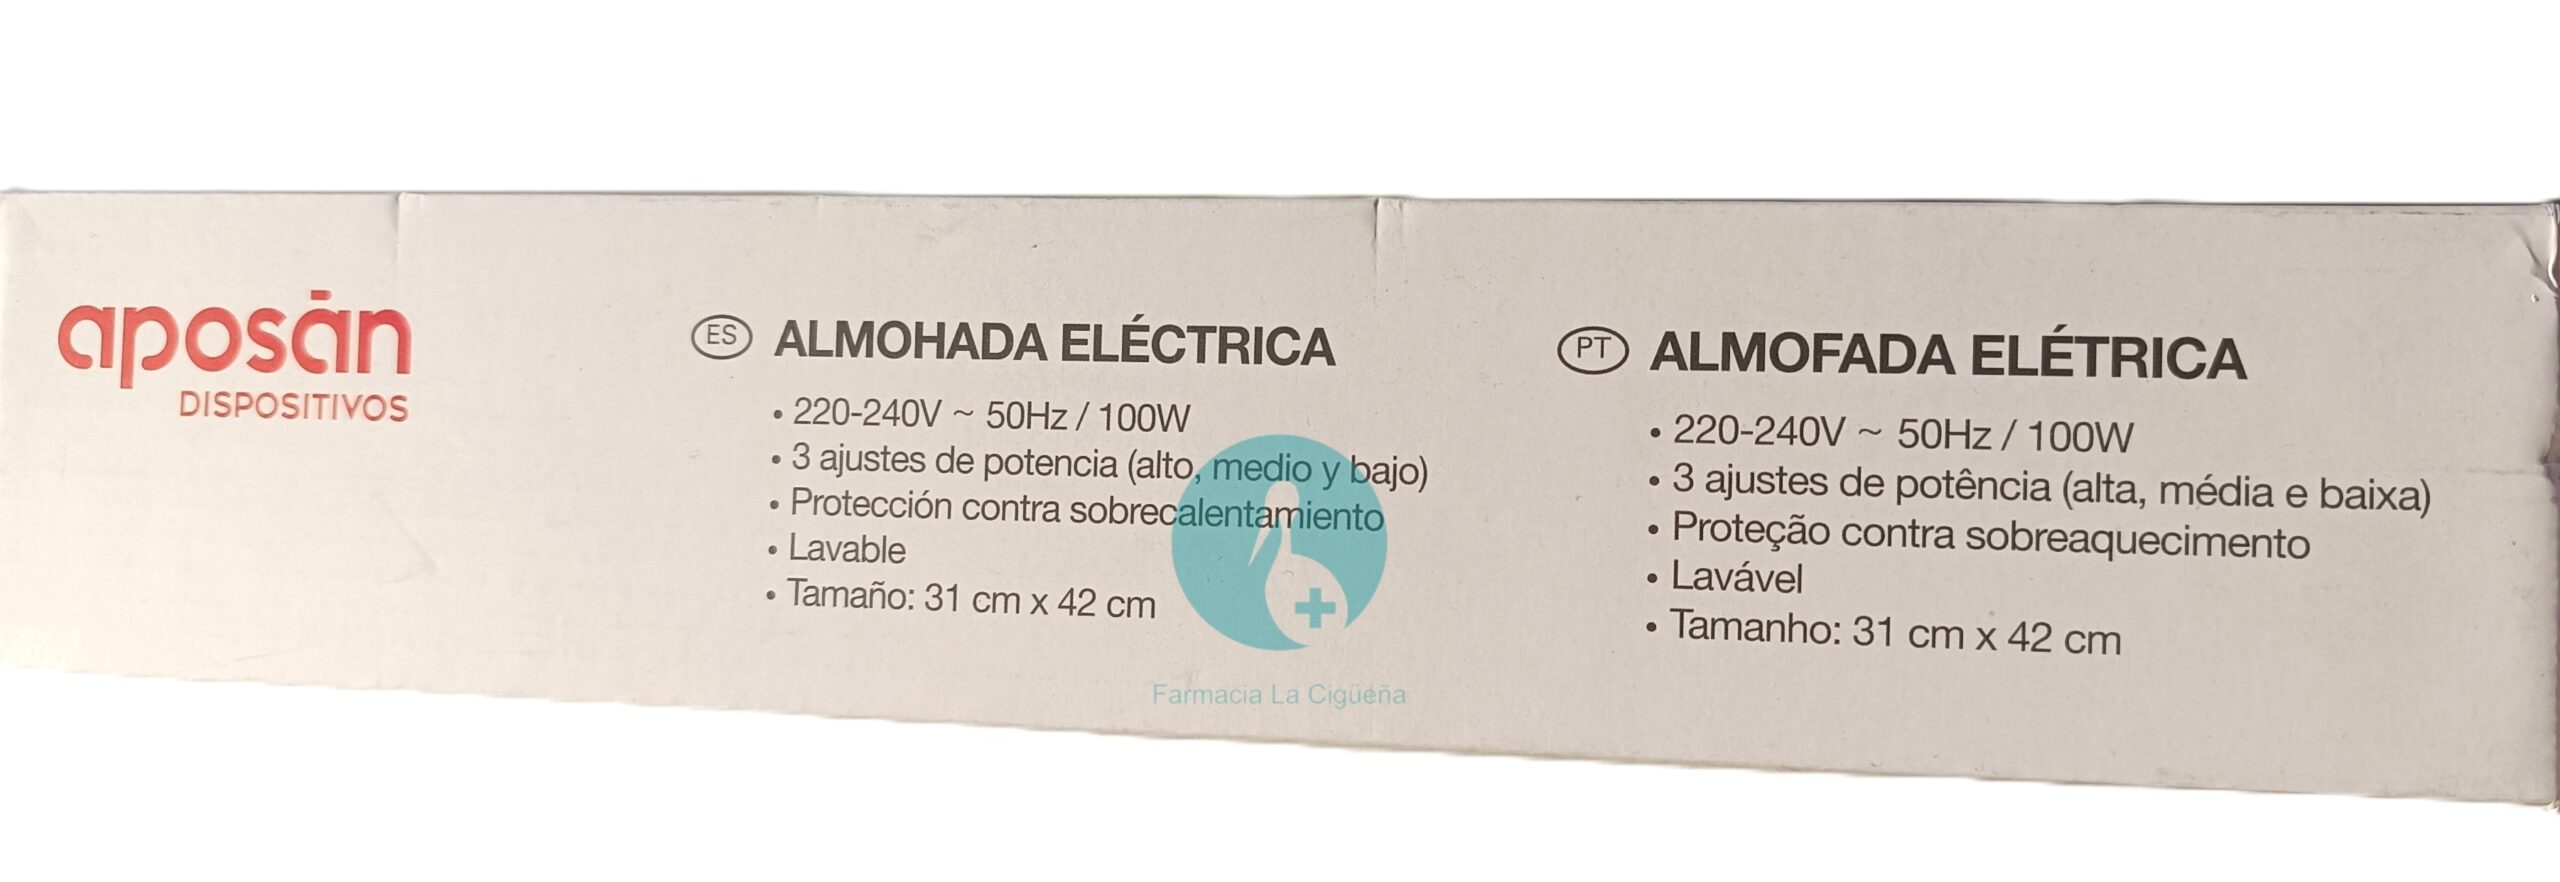 aposán
DISPOSITIVOS
ES ALMOHADA ELÉCTRICA
• 220-240V ~ 50Hz / 100W
• 3 ajustes de potencia (alto, medio y bajo)
• Protección contra sobrecalentamiento
• Lavable
• Tamaño: 31 cm x 42 cm
Farmacia La Cigüeña
PT ALMOFADA ELÉTRICA
• 220-240V ~ 50Hz / 100W
• 3 ajustes de potência (alta, média e baixa)
• Proteção contra sobreaquecimento
• Lavável
• Tamanho: 31 cm x 42 cm